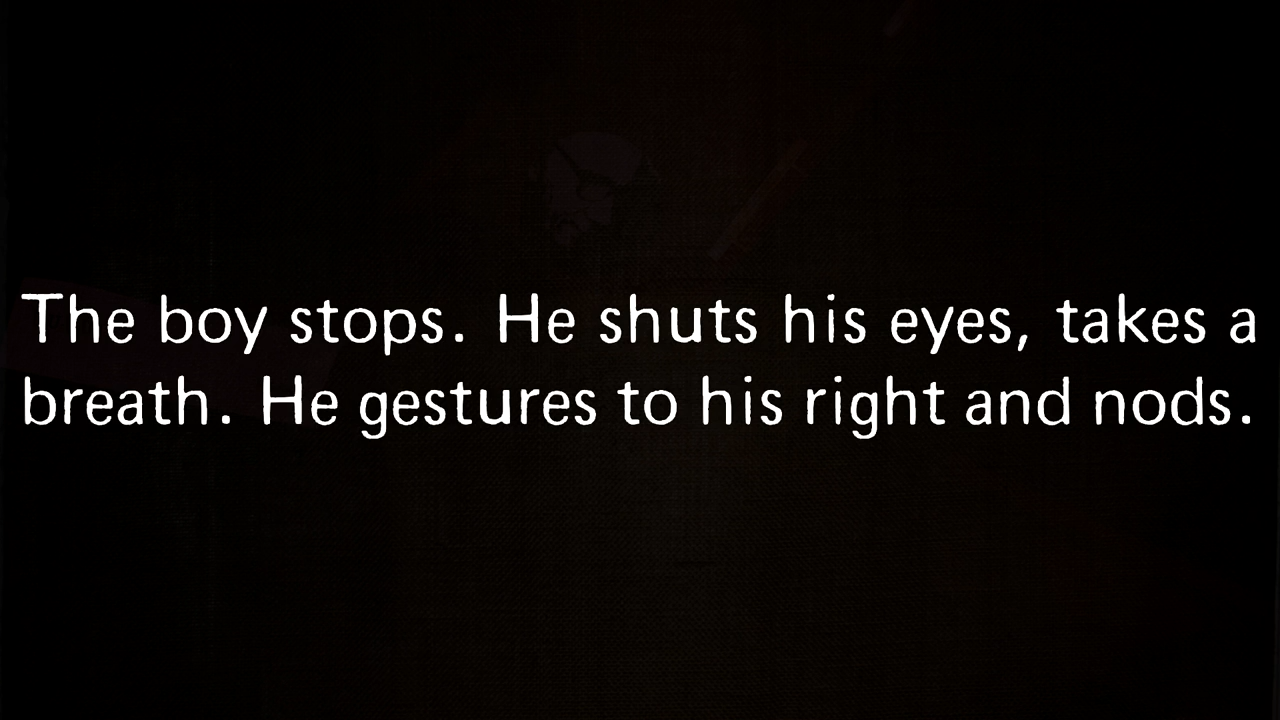 The boy stops. He shuts his eyes, takes a
breath. He gestures to his right and nods.